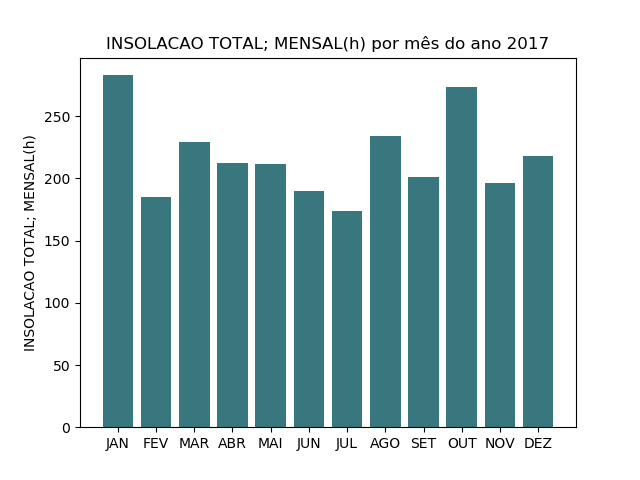 INSOLACAO TOTAL; MENSAL(h) por mês do ano 2017
INSOLACAO TOTAL; MENSAL(h)
250
200
150
100
50
0
JAN FEV MAR ABR MAI JUN JUL AGO SET OUT NOV DEZ